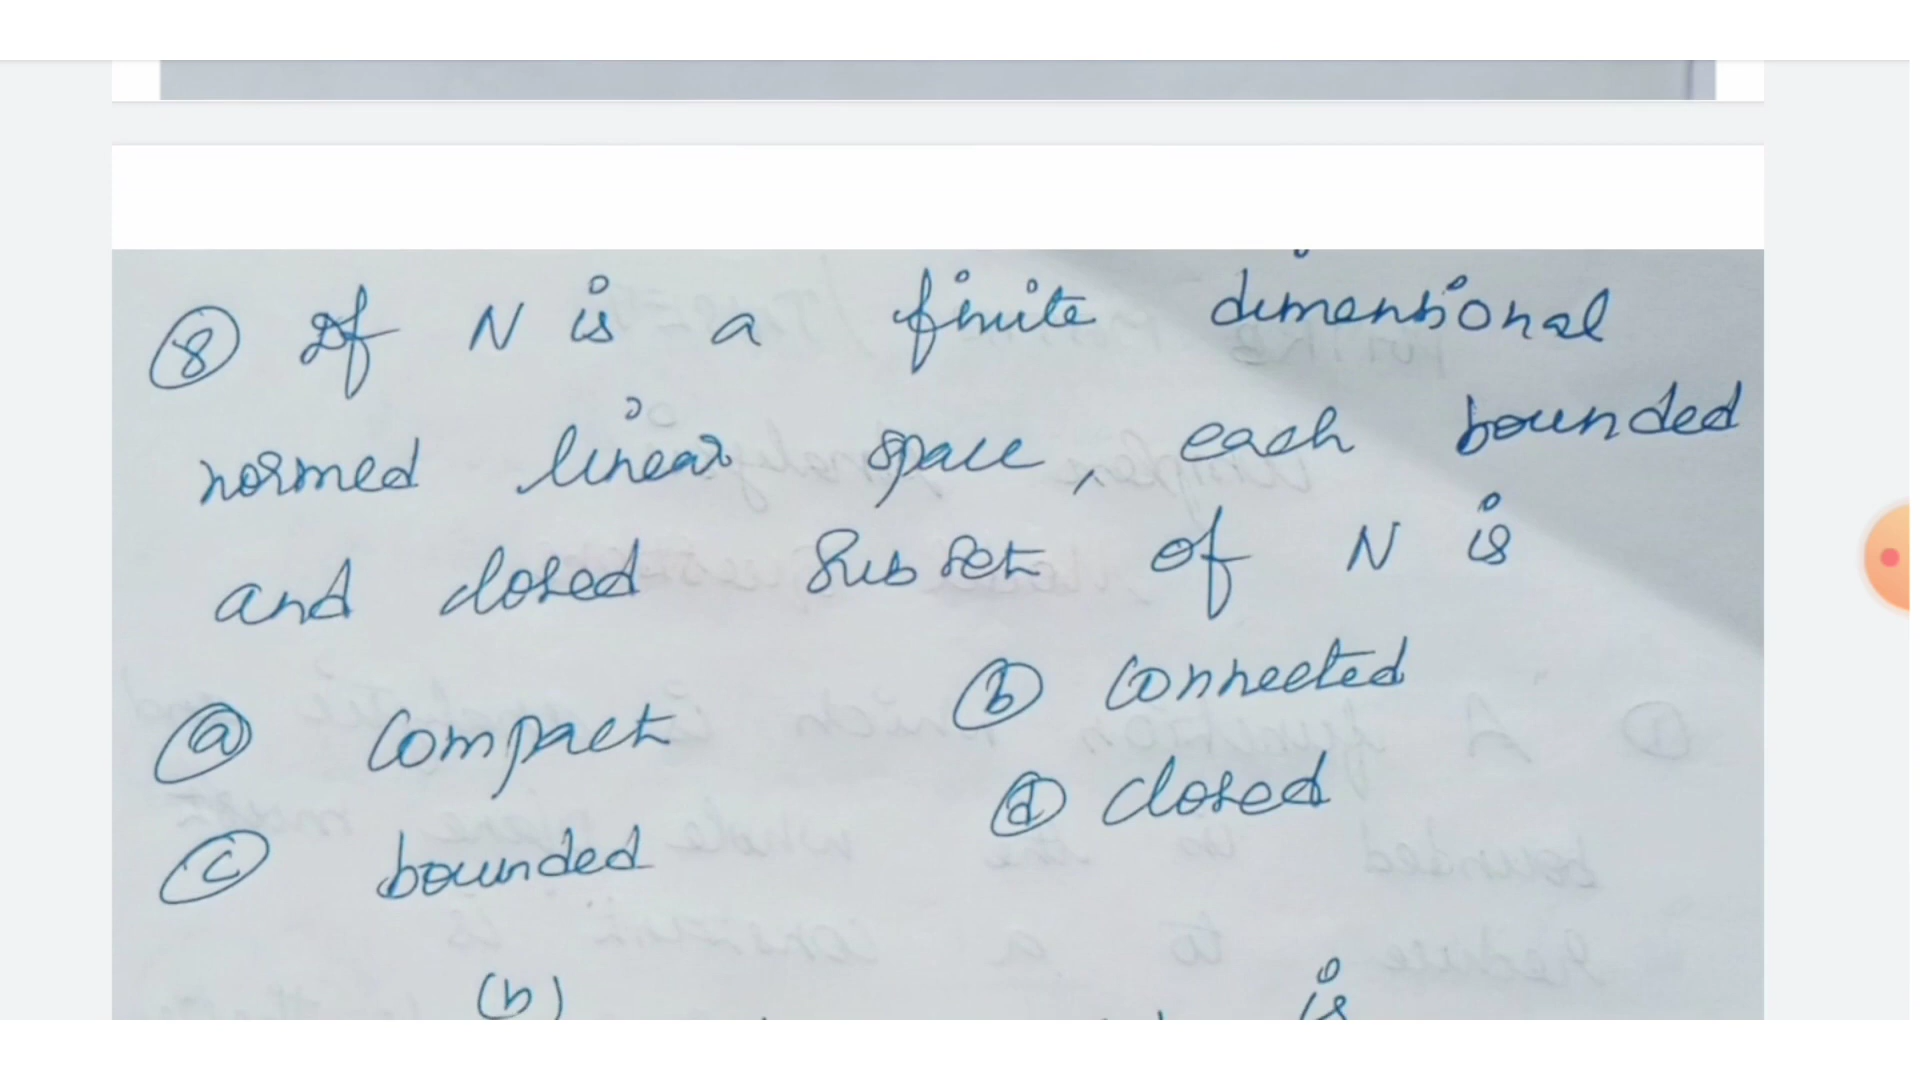 ⑧ If N is a finite dimensional
normed linear space, each bounded
and closed subset of N is
ⓐ compact ⓑ connected
ⓒ bounded ⓓ closed
(b) is